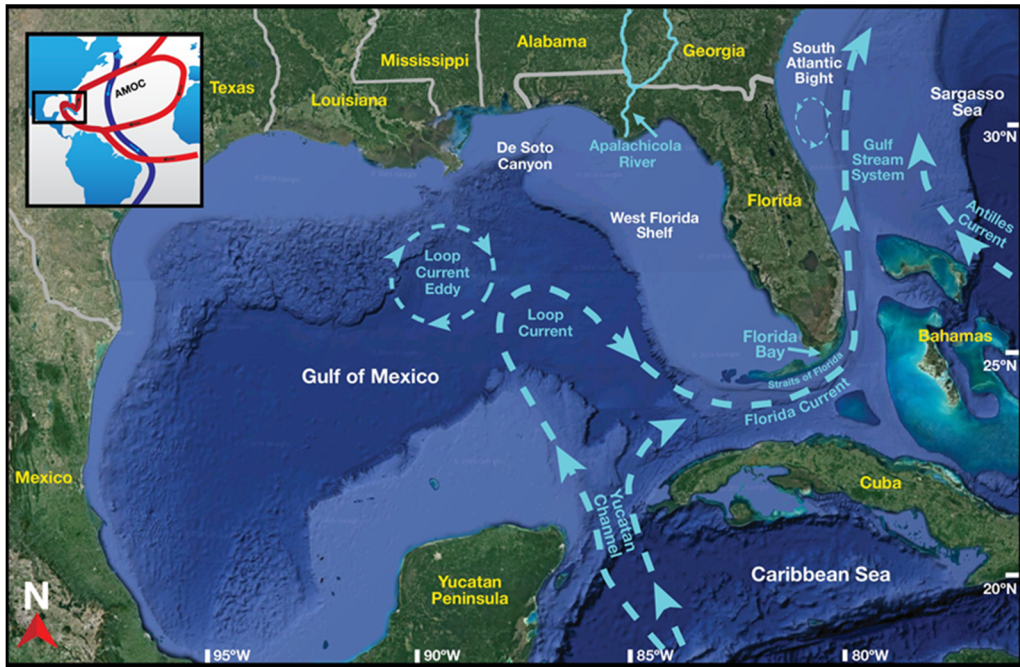 AMOC
Texas
Louisiana
Mississippi
Alabama
Georgia
South
Atlantic
Bight
Sargasso
Sea
30°N
De Soto
Canyon
Apalachicola
River
Gulf
Stream
System
Florida
West Florida
Shelf
Antilles
Current
Loop
Current
Eddy
Loop
Current
Florida
Bay
Bahamas
25°N
Straits of Florida
Florida Current
Gulf of Mexico
Mexico
Cuba
Yucatan
Channel
Yucatan
Peninsula
Caribbean Sea
20°N
N
95°W
90°W
85°W
80°W